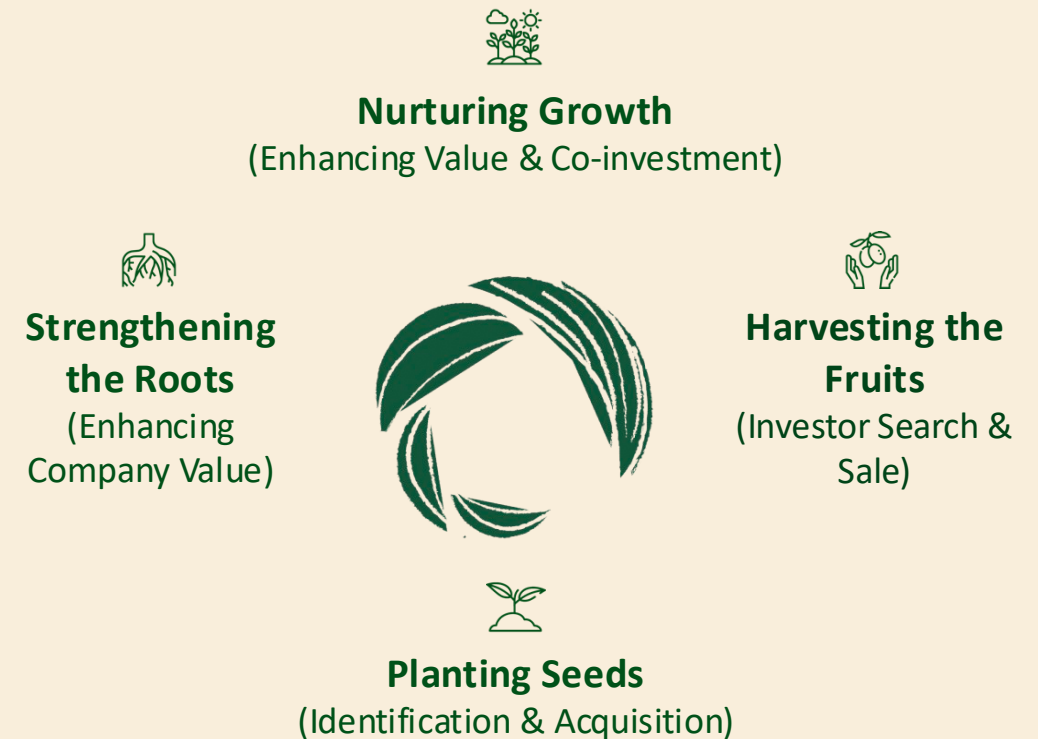 Nurturing Growth
(Enhancing Value & Co-investment)
Strengthening
the Roots
(Enhancing
Company Value)
Harvesting the
Fruits
(Investor Search &
Sale)
Planting Seeds
(Identification & Acquisition)